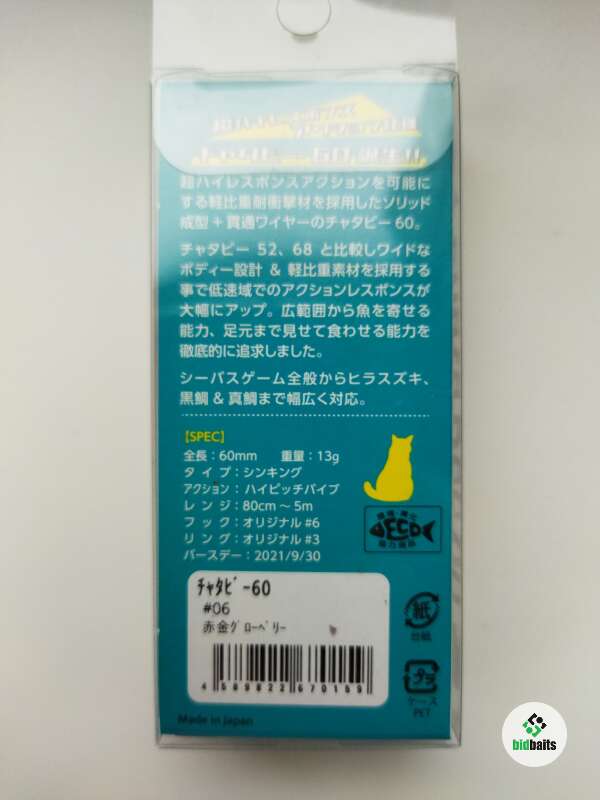 超ハイレスポンスアクションを可能に
する軽比重耐衝撃材を採用したソリッド
成型+貫通ワイヤーのチャタビー 60。
チャタビー 52、68 と比較しワイドな
ボディー設計 & 軽比重素材を採用する
事で低速域でのアクションレスポンスが
大幅にアップ。広範囲から魚を寄せる
能力、足元まで見せて食わせる能力を
徹底的に追求しました。
シーバスゲーム全般からヒラスズキ、
黒鯛 & 真鯛まで幅広く対応。
[SPEC]
全長:60mm 重量:13g
タイプ:シンキング
アクション:ハイピッチバイブ
レンジ:80cm~5m
フック:オリジナル #6
リング:オリジナル #3
バースデー:2021/9/30
ECO
チャタビー60
#06
赤金グローベリー
4 589822 670159
紙
台紙
プラ
ケース
PET
Made in Japan
bidbaits